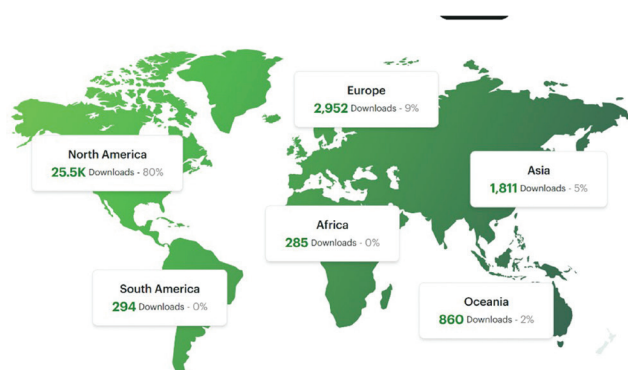 Europe
2,952 Downloads - 9%
North America
25.5K Downloads • 80%
Asia
1,811 Downloads - 5%
Africa
285 Downloads - 0%
South America
294 Downloads - 0%
Oceania
860 Downloads - 2%